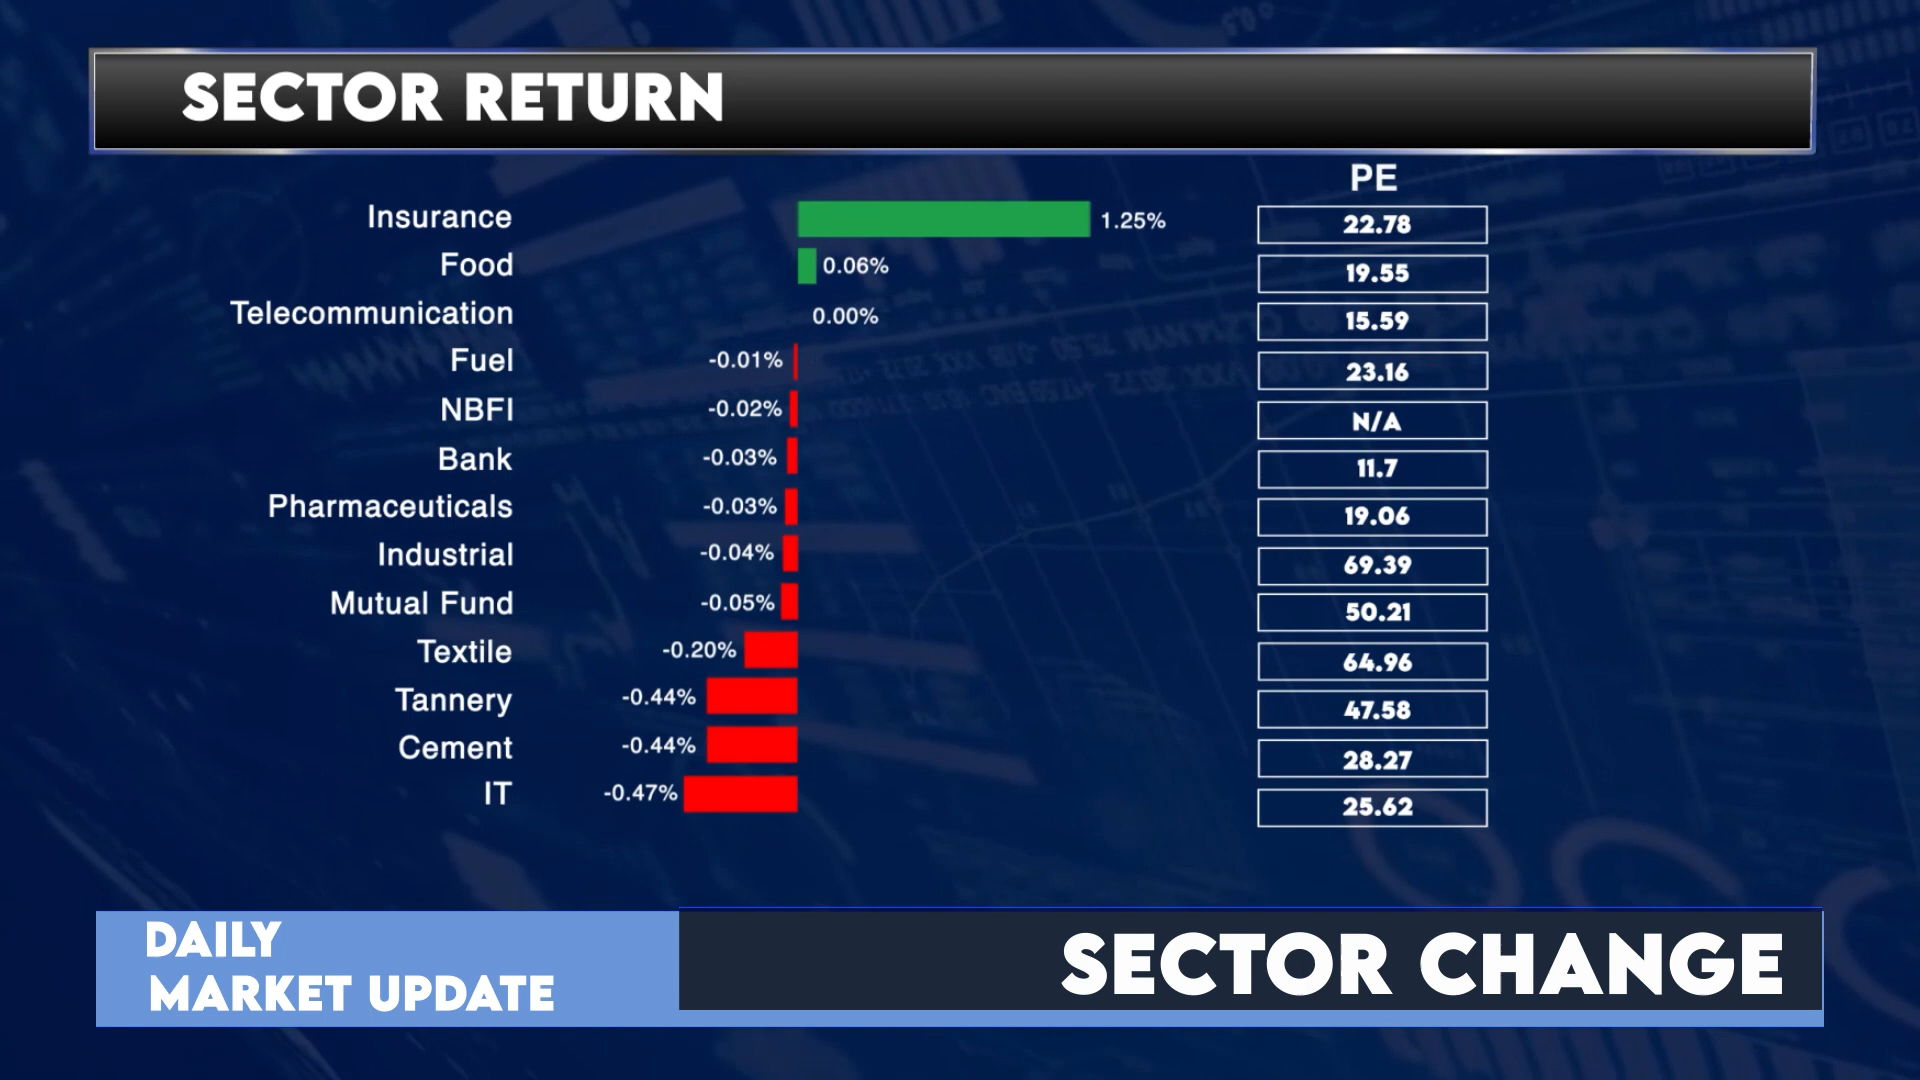 SECTOR RETURN
PE
Insurance 1.25% 22.78
Food 0.06% 19.55
Telecommunication 0.00% 15.59
Fuel -0.01% 23.16
NBFI -0.02% N/A
Bank -0.03% 11.7
Pharmaceuticals -0.03% 19.06
Industrial -0.04% 69.39
Mutual Fund -0.05% 50.21
Textile -0.20% 64.96
Tannery -0.44% 47.58
Cement -0.44% 28.27
IT -0.47% 25.62
DAILY
MARKET UPDATE
SECTOR CHANGE